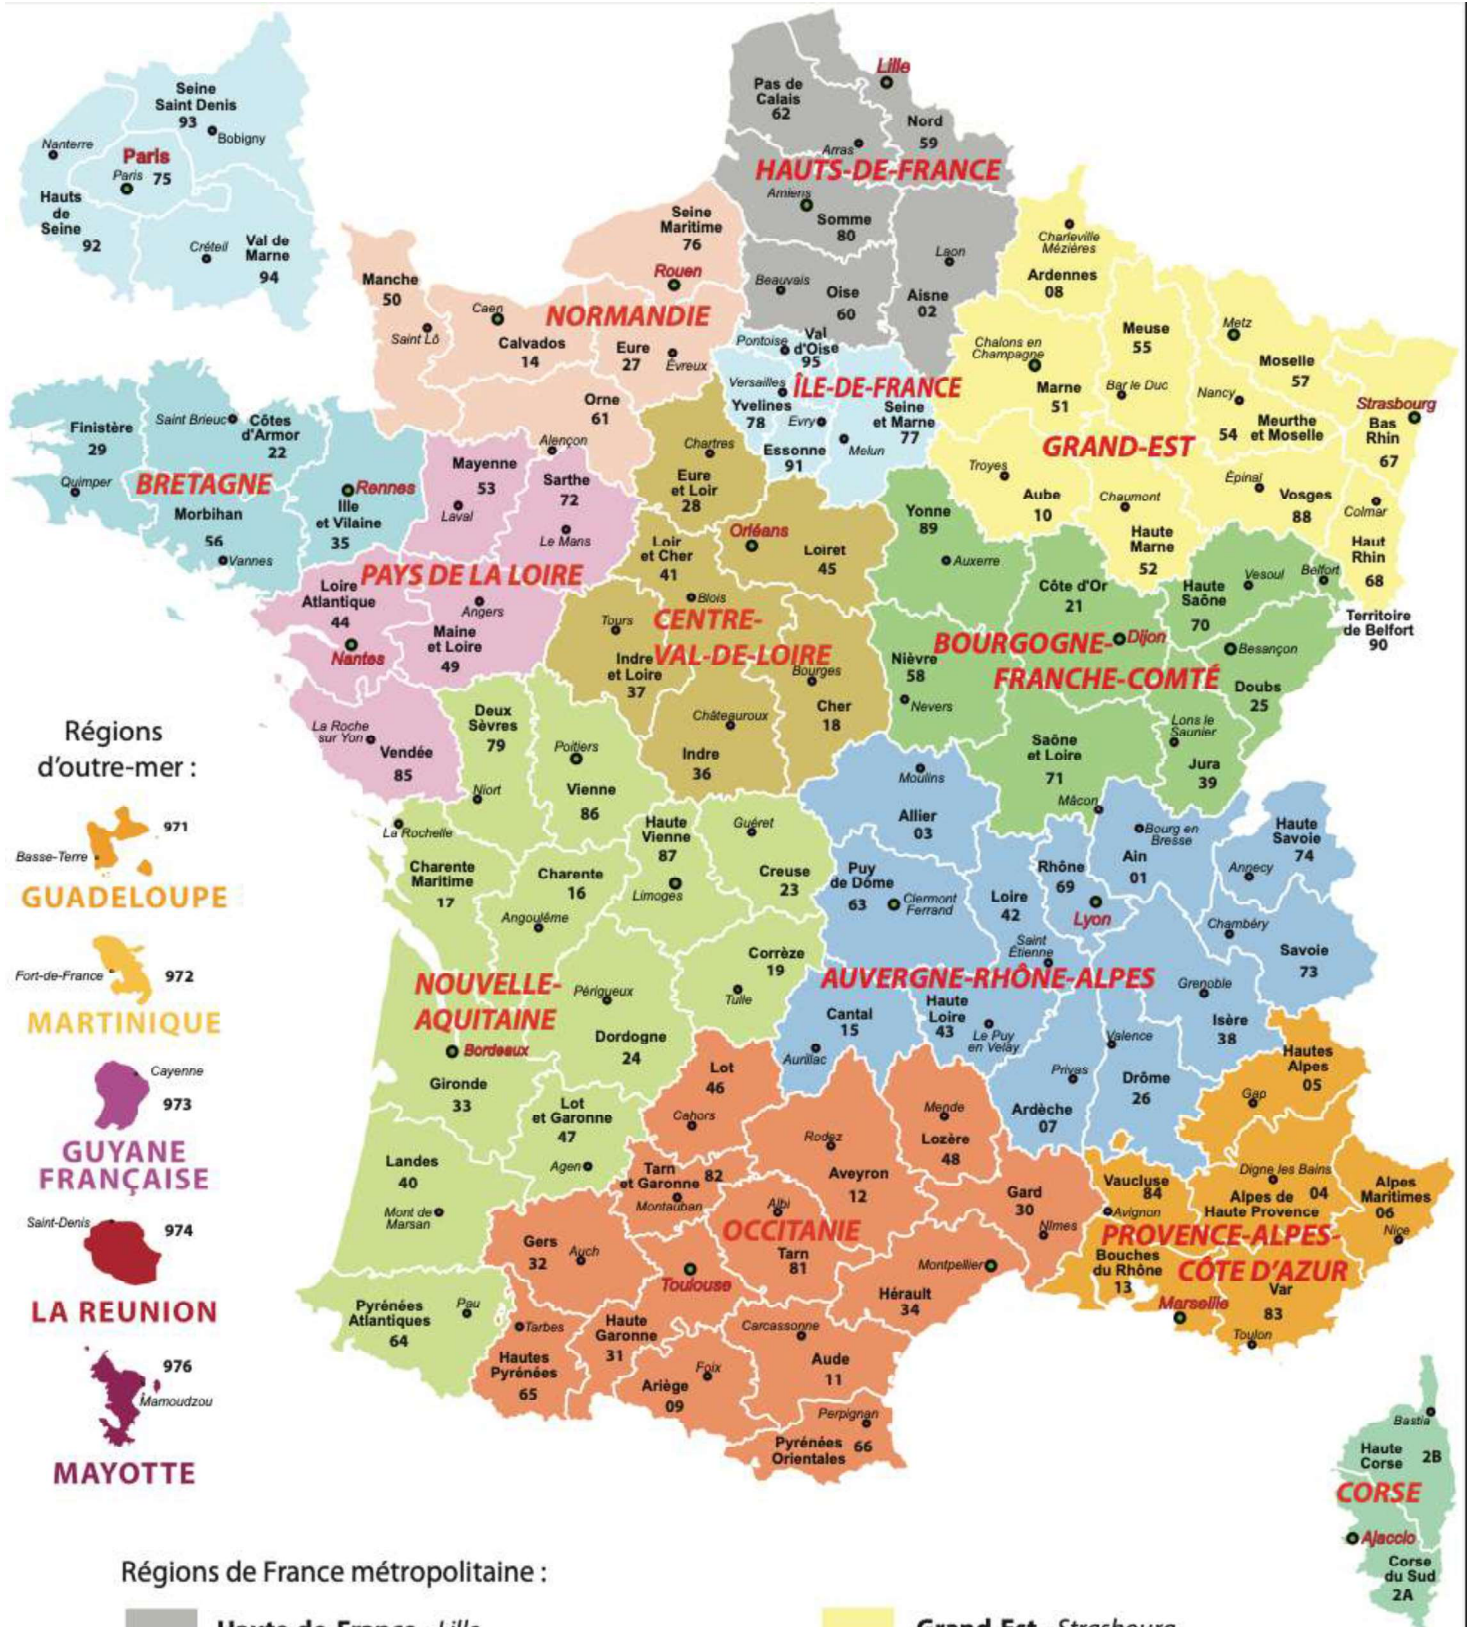 Seine
Saint Denis
93
Bobigny
Nanterre
Paris
Paris 75
Hauts
de
Seine
92
Créteil
Val de
Marne
94
Lille
Pas de
Calais
62
Nord
59
Arras
HAUTS-DE-FRANCE
Amiens
Somme
80
Laon
Beauvais
Oise
60
Aisne
02
Seine
Maritime
76
Rouen
Manche
50
Saint Lô
Caen
NORMANDIE
Calvados
14
Eure
27
Évreux
Orne
61
Alençon
Pontoise
Val
d'Oise
95
Versailles
ÎLE-DE-FRANCE
Yvelines
78
Evry
Seine
et Marne
77
Essonne
91
Melun
Charleville
Mézières
Ardennes
08
Chalons en
Champagne
Marne
51
Meuse
55
Bar le Duc
Metz
Moselle
57
Nancy
54
Meurthe
et Moselle
Strasbourg
Bas
Rhin
67
GRAND-EST
Troyes
Aube
10
Chaumont
Haute
Marne
52
Épinal
Vosges
88
Colmar
Haut
Rhin
68
Finistère
29
Quimper
Saint Brieuc
Côtes
d'Armor
22
BRETAGNE
Morbihan
56
Vannes
Rennes
Ille
et Vilaine
35
Mayenne
53
Laval
Sarthe
72
Le Mans
PAYS DE LA LOIRE
Loire
Atlantique
44
Nantes
Angers
Maine
et Loire
49
La Roche
sur Yon
Vendée
85
Chartres
Eure
et Loir
28
Orléans
Loiret
45
Loir
et Cher
41
Blois
Tours
CENTRE-
VAL-DE-LOIRE
Indre
et Loire
37
Bourges
Cher
18
Châteauroux
Indre
36
Yonne
89
Auxerre
Côte d'Or
21
Haute
Saône
70
Vesoul
Belfort
Territoire
de Belfort
90
Dijon
BOURGOGNE-
FRANCHE-COMTÉ
Besançon
Nièvre
58
Nevers
Doubs
25
Lons le
Saunier
Jura
39
Saône
et Loire
71
Mâcon
Deux
Sèvres
79
Niort
Poitiers
Vienne
86
La Rochelle
Charente
Maritime
17
Charente
16
Angoulême
Haute
Vienne
87
Limoges
Guéret
Creuse
23
Corrèze
19
Tulle
NOUVELLE-
AQUITAINE
Périgueux
Dordogne
24
Bordeaux
Gironde
33
Lot
et Garonne
47
Agen
Landes
40
Mont de
Marsan
Pyrénées
Atlantiques
64
Pau
Moulins
Allier
03
Puy
de Dôme
63
Clermont
Ferrand
Loire
42
Saint
Étienne
Rhône
69
Lyon
Bourg en
Bresse
Ain
01
Haute
Savoie
74
Annecy
Chambéry
Savoie
73
AUVERGNE-RHÔNE-ALPES
Cantal
15
Aurillac
Haute
Loire
43
Le Puy
en Velay
Grenoble
Isère
38
Valence
Privas
Ardèche
07
Drôme
26
Lot
46
Cahors
Tarn
et Garonne
82
Montauban
Rodez
Aveyron
12
Mende
Lozère
48
Gard
30
Nîmes
OCCITANIE
Albi
Tarn
81
Gers
32
Auch
Toulouse
Montpellier
Hérault
34
Tarbes
Haute
Garonne
31
Hautes
Pyrénées
65
Foix
Ariège
09
Carcassonne
Aude
11
Perpignan
Pyrénées
Orientales
66
Hautes
Alpes
05
Gap
Vaucluse
84
Avignon
Digne les Bains
Alpes de
Haute Provence
04
Alpes
Maritimes
06
Nice
PROVENCE-ALPES-
CÔTE D'AZUR
Bouches
du Rhône
13
Marseille
Var
83
Toulon
Bastia
Haute
Corse
2B
CORSE
Ajaccio
Corse
du Sud
2A
Régions
d'outre-mer :
971
Basse-Terre
GUADELOUPE
Fort-de-France
972
MARTINIQUE
Cayenne
973
GUYANE
FRANÇAISE
Saint-Denis
974
LA REUNION
976
Mamoudzou
MAYOTTE
Régions de France métropolitaine :
Hauts-de-France - Lille
Grand Est - Strasbourg